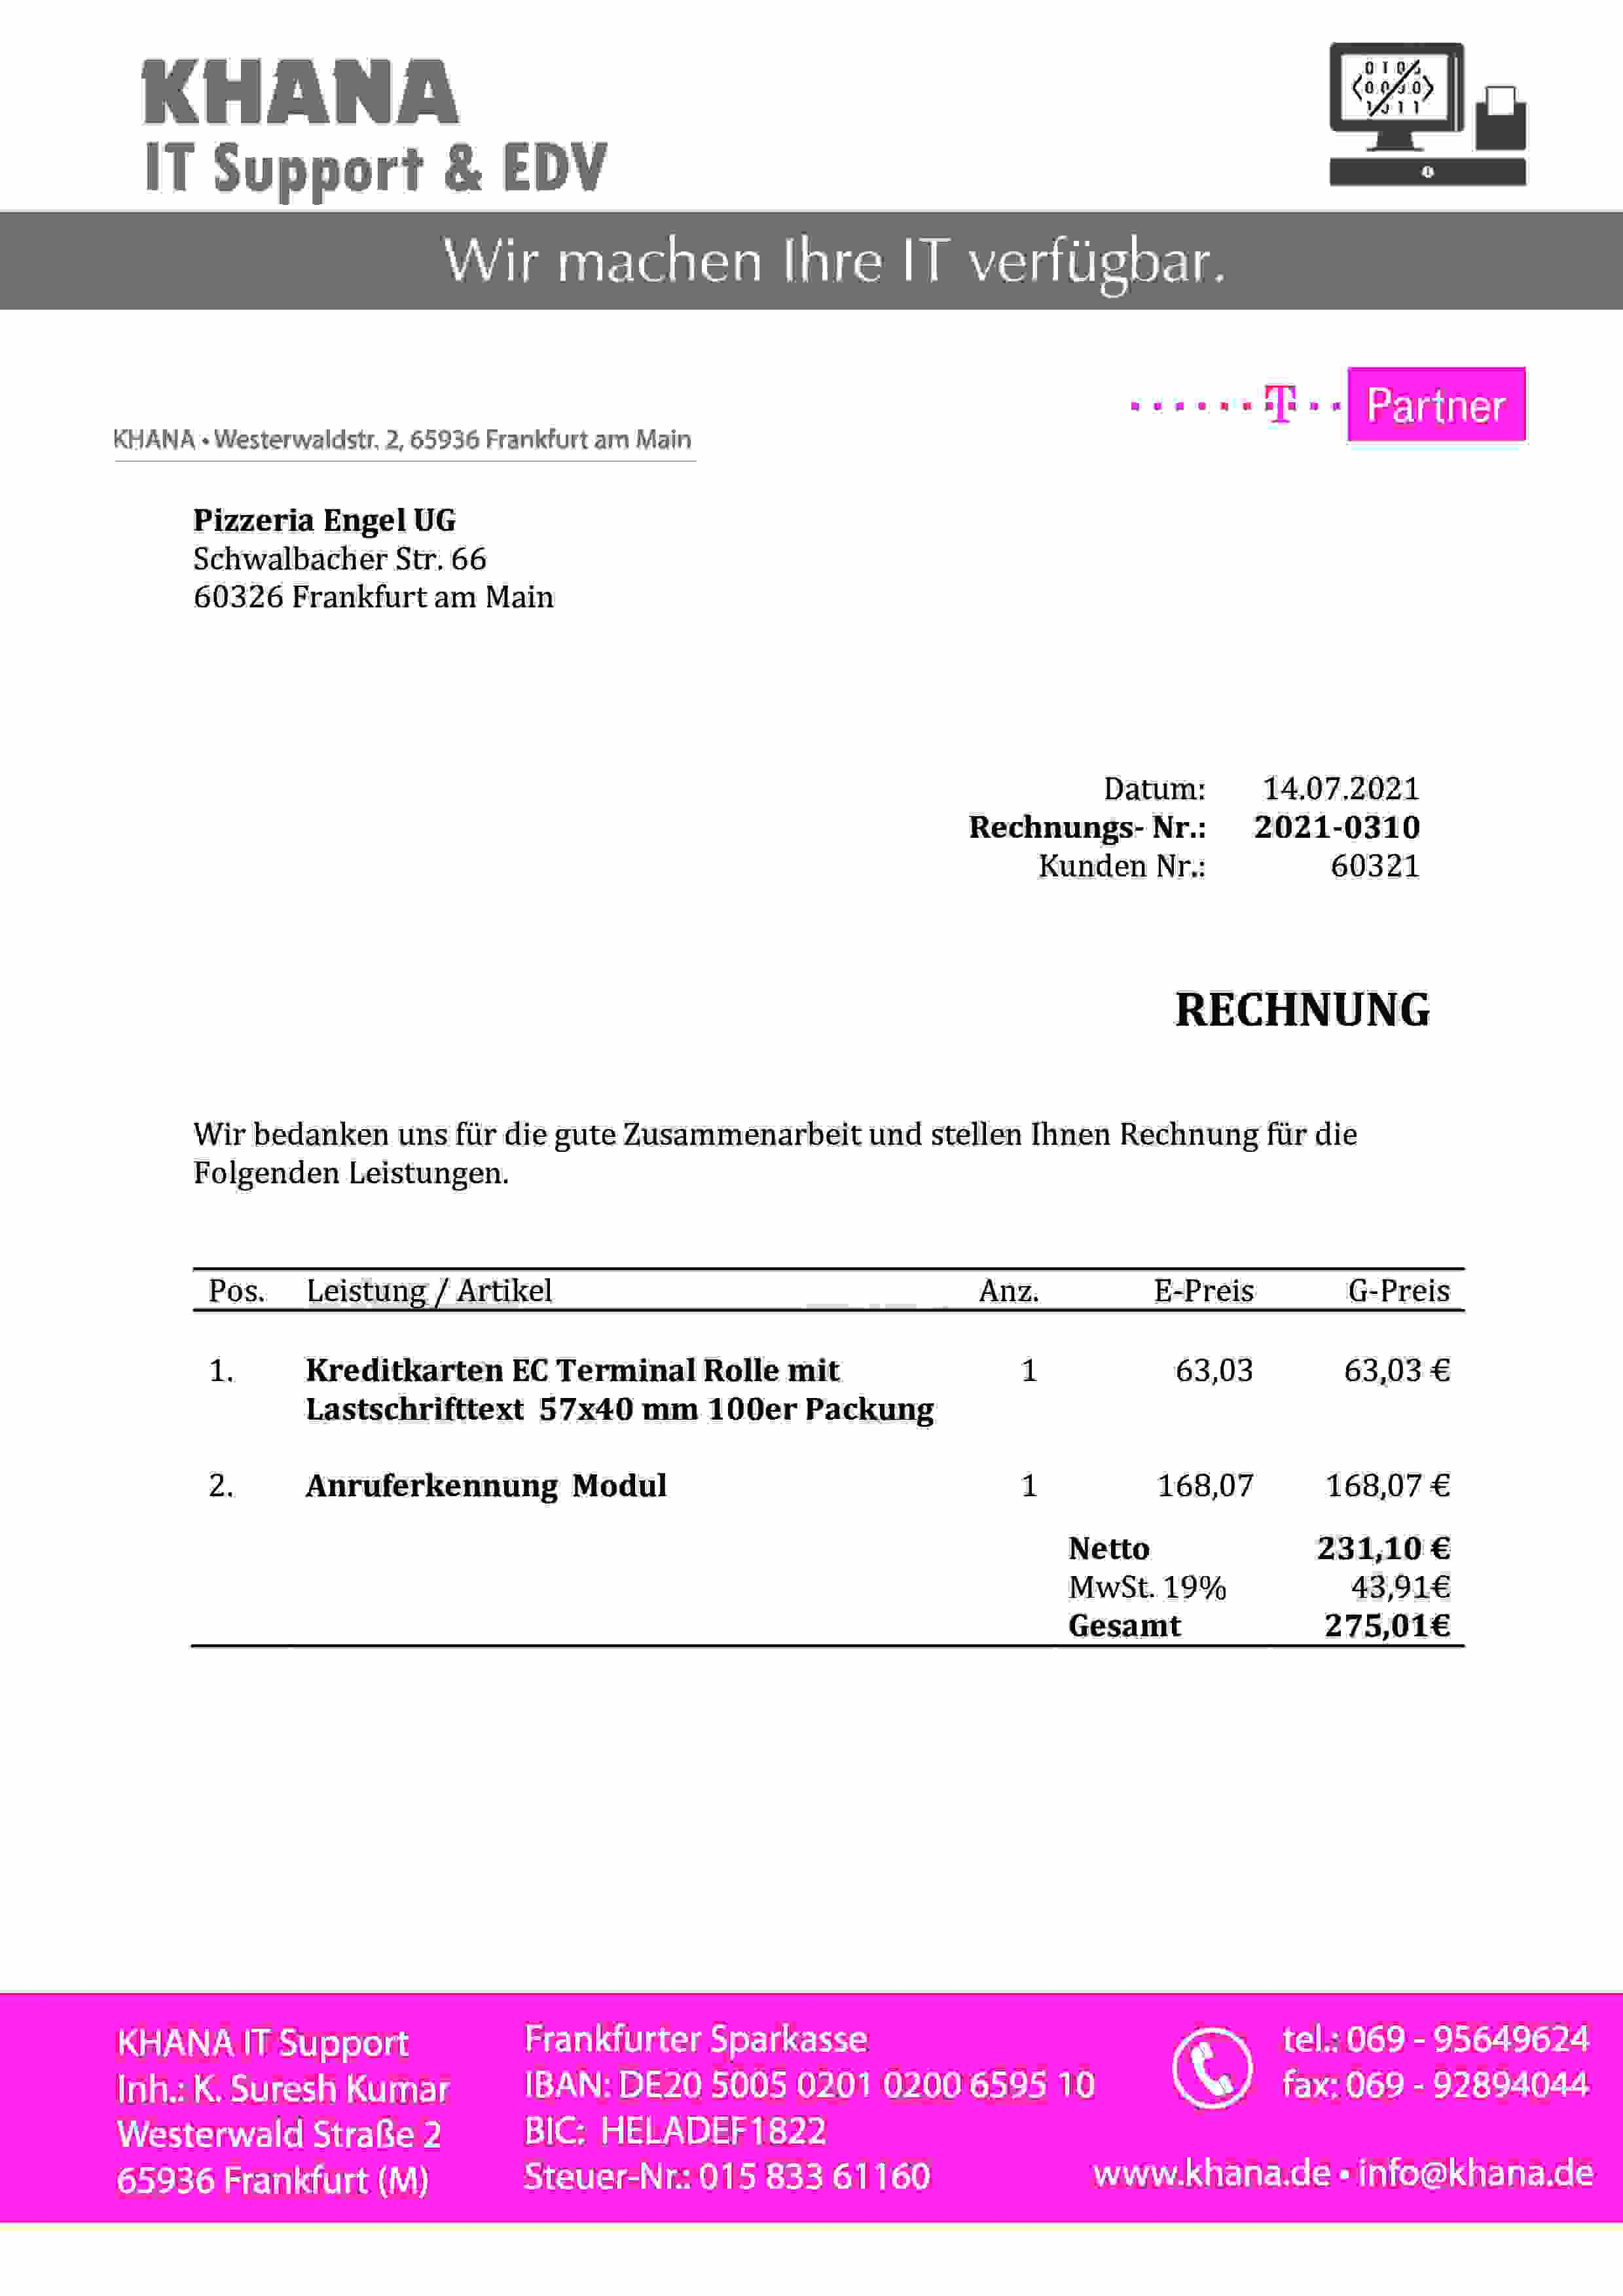 KHANA
IT Support & EDV
Wir machen Ihre IT verfügbar.
T Partner
KHANA • Westerwaldstr. 2, 65936 Frankfurt am Main
Pizzeria Engel UG
Schwalbacher Str. 66
60326 Frankfurt am Main
Datum: 14.07.2021
Rechnungs- Nr.: 2021-0310
Kunden Nr.: 60321
RECHNUNG
Wir bedanken uns für die gute Zusammenarbeit und stellen Ihnen Rechnung für die
Folgenden Leistungen.
Pos. Leistung / Artikel Anz. E-Preis G-Preis
1. Kreditkarten EC Terminal Rolle mit 1 63,03 63,03 €
Lastschrifttext 57x40 mm 100er Packung
2. Anruferkennung Modul 1 168,07 168,07 €
Netto 231,10 €
MwSt. 19% 43,91€
Gesamt 275,01€
KHANA IT Support
Inh.: K. Suresh Kumar
Westerwald Straße 2
65936 Frankfurt (M)
Frankfurter Sparkasse
IBAN: DE20 5005 0201 0200 6595 10
BIC: HELADEF1822
Steuer-Nr.: 015 833 61160
tel.: 069 - 95649624
fax: 069 - 92894044
www.khana.de • info@khana.de